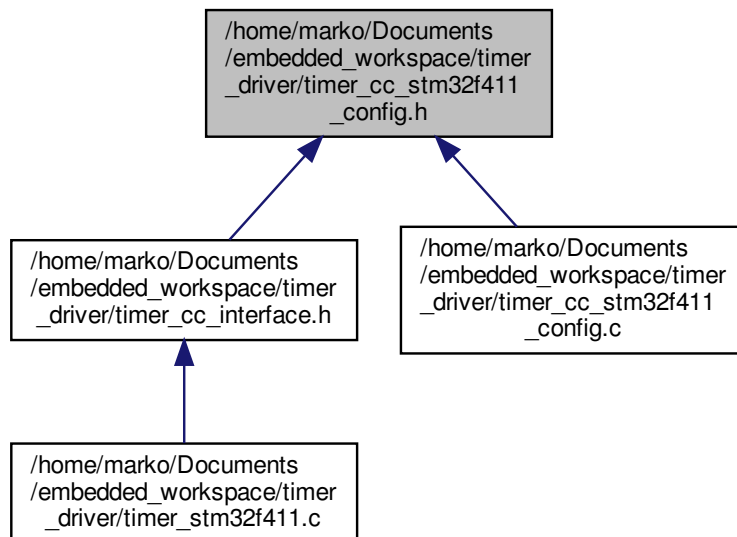 /home/marko/Documents
/embedded_workspace/timer
_driver/timer_cc_stm32f411
_config.h
/home/marko/Documents
/embedded_workspace/timer
_driver/timer_cc_interface.h
/home/marko/Documents
/embedded_workspace/timer
_driver/timer_cc_stm32f411
_config.c
/home/marko/Documents
/embedded_workspace/timer
_driver/timer_stm32f411.c